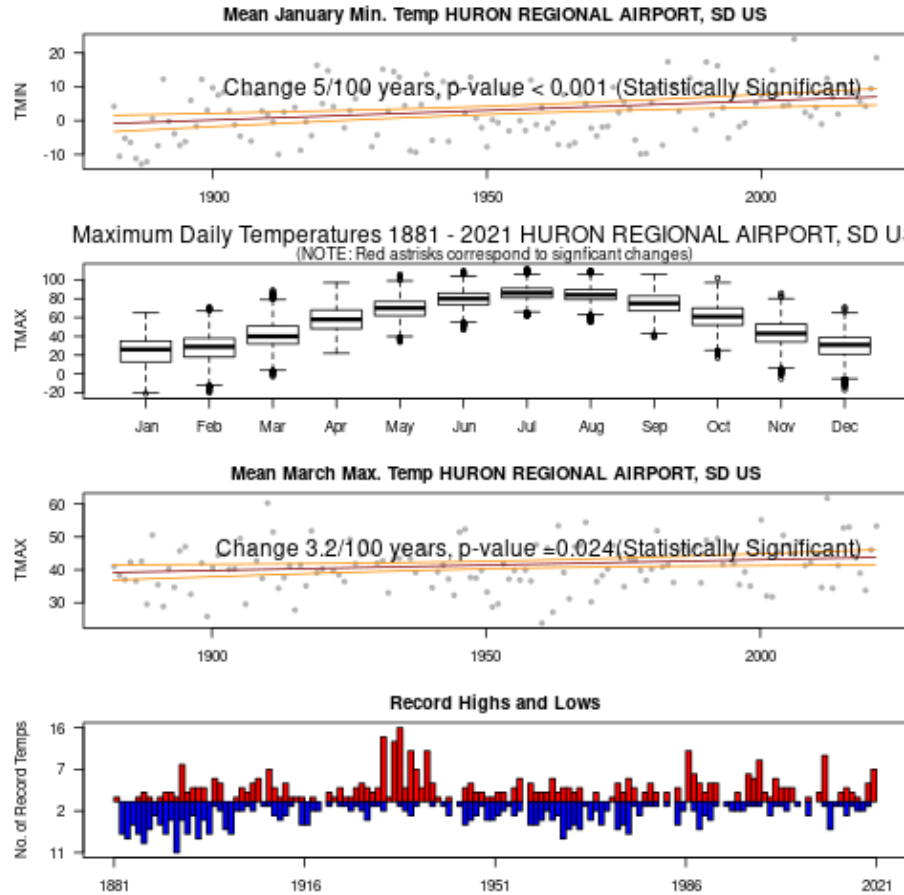 Mean January Min. Temp HURON REGIONAL AIRPORT, SD US
TMIN
20
10
0
-10
Change 5/100 years, p-value < 0.001 (Statistically Significant)
1900 1950 2000
Maximum Daily Temperatures 1881 - 2021 HURON REGIONAL AIRPORT, SD US
(NOTE: Red astrisks correspond to signficant changes)
TMAX
100
80
60
40
20
0
-20
Jan Feb Mar Apr May Jun Jul Aug Sep Oct Nov Dec
Mean March Max. Temp HURON REGIONAL AIRPORT, SD US
TMAX
60
50
40
30
Change 3.2/100 years, p-value =0.024(Statistically Significant)
1900 1950 2000
Record Highs and Lows
No. of Record Temps
16
7
2
11
1881 1916 1951 1986 2021